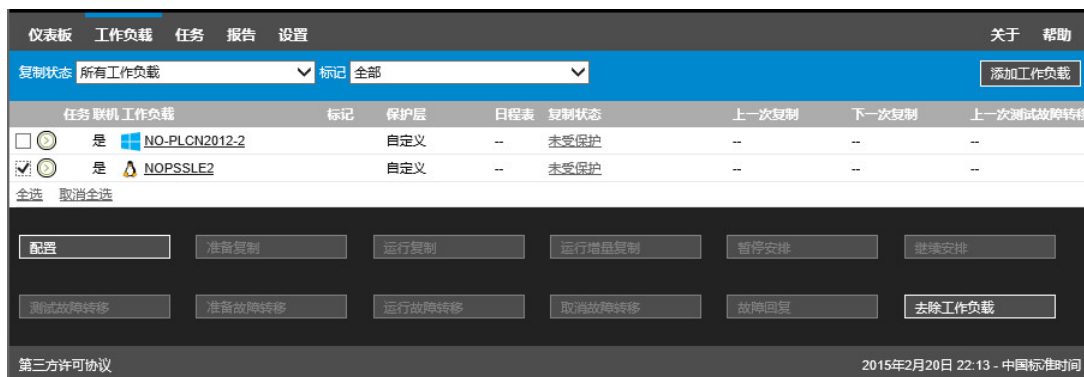 仪表板 工作负载 任务 报告 设置 关于 帮助
复制状态 所有工作负载 标记 全部 添加工作负载
任务 联机 工作负载 标记 保护层 日程表 复制状态 上一次复制 下一次复制 上一次测试故障转移
是 NO-PLCN2012-2 自定义 -- 未受保护 -- -- --
是 NOPSSLE2 自定义 -- 未受保护 -- -- --
全选 取消全选
配置 准备复制 运行复制 运行增量复制 暂停安排 继续安排
测试故障转移 准备故障转移 运行故障转移 取消故障转移 故障回复 去除工作负载
第三方许可协议 2015年2月20日 22:13 - 中国标准时间